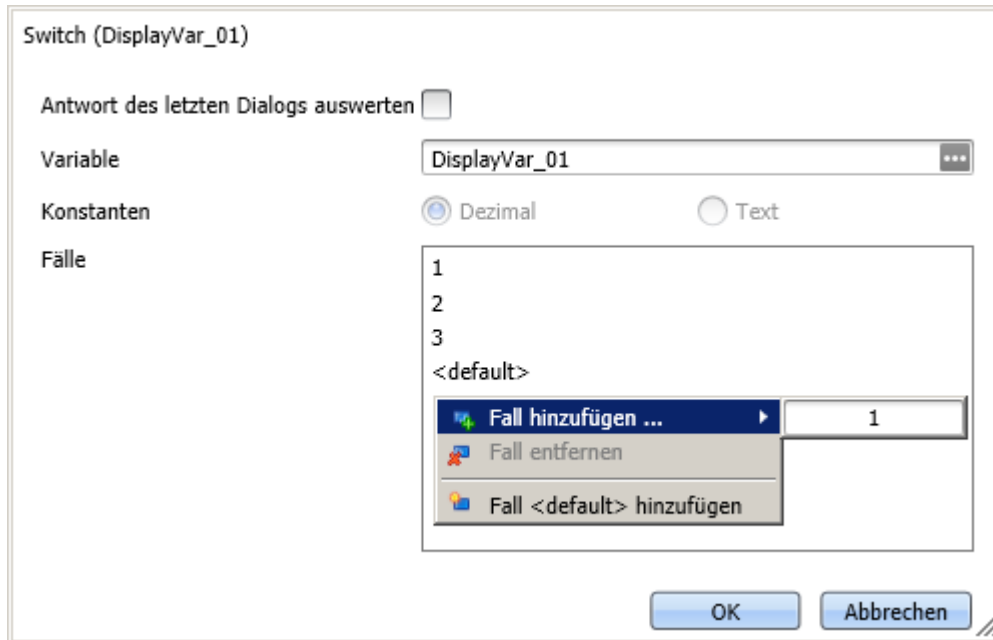 Switch (DisplayVar_01)
Antwort des letzten Dialogs auswerten
Variable DisplayVar_01
Konstanten Dezimal Text
Fälle
1
2
3
<default>
Fall hinzufügen ... 1
Fall entfernen
Fall <default> hinzufügen
OK Abbrechen